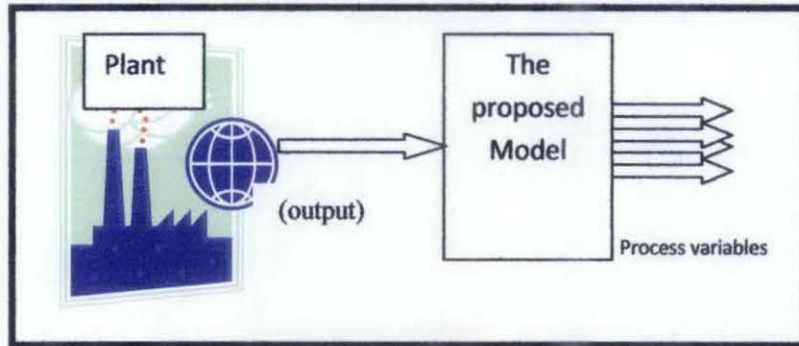 Plant
The
proposed
Model
(output)
Process variables